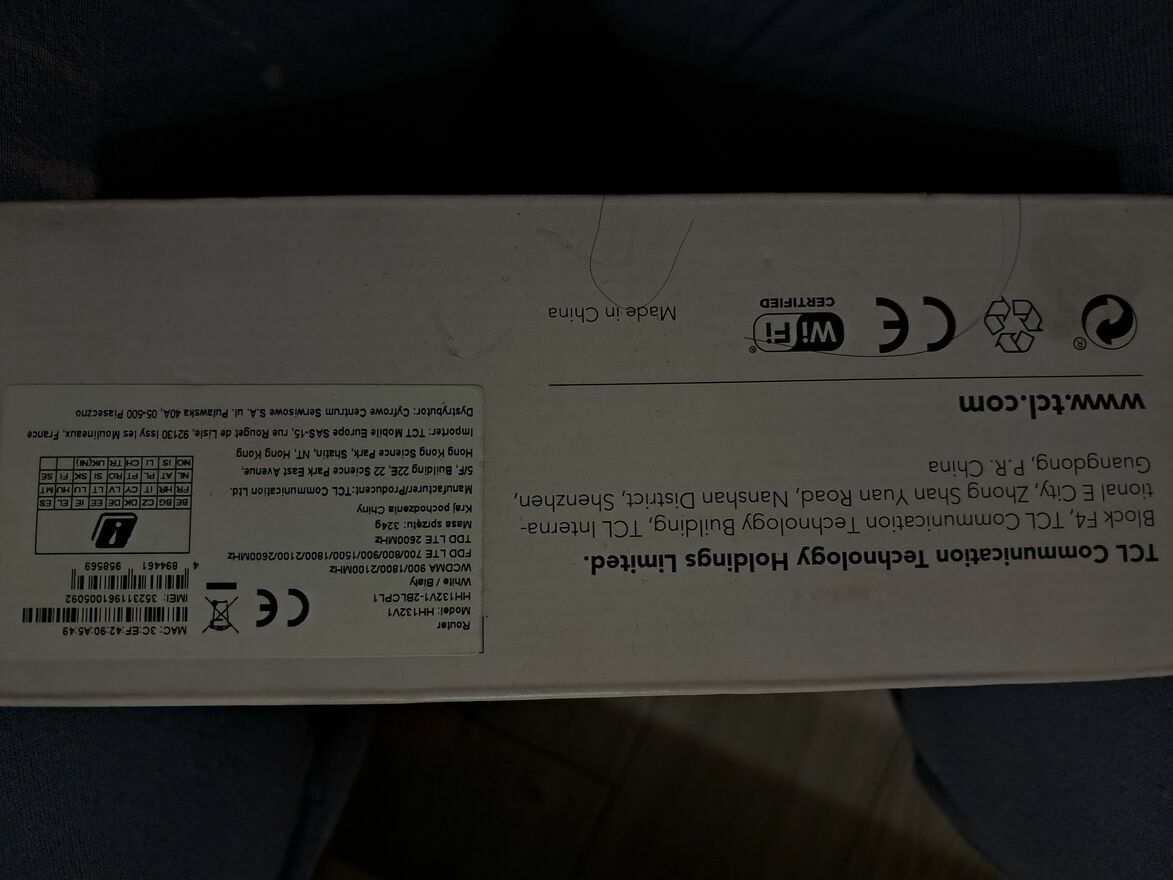 TCL Communication Technology Holdings Limited.
Block F4, TCL Communication Technology Building, TCL Interna-
tional E City, Zhong Shan Yuan Road, Nanshan District, Shenzhen,
Guangdong, P.R. China
www.tcl.com
®
WiFi®
CERTIFIED
Made in China
Router
Model: HH132V1
HH132V1-2BLCPL1
White / Biały
WCDMA 900/1800/2100MHz
FDD LTE 700/800/900/1500/1800/2100/2600MHz
TDD LTE 2600MHz
Masa sprzętu: 324g
Kraj pochodzenia Chiny
Manufacturer/Producent:TCL Communication Ltd.
5/F, Building 22E, 22 Science Park East Avenue,
Hong Kong Science Park, Shatin, NT, Hong Kong
Importer: TCT Mobile Europe SAS-15, rue Rouget de Lisle, 92130 Issy les Moulineaux, France
Dystrybutor: Cyfrowe Centrum Serwisowe S.A. ul. Puławska 40A, 05-500 Piaseczno
MAC: 3C:EF:42:90:A5:49
IMEI: 352311961005092
4 894461 958569
BE BG CZ DK DE EE IE EL ES
FR HR IT CY LV LT LU HU MT
NL AT PL PT RO SI SK FI SE
NO IS LI CH TR UK(NI)